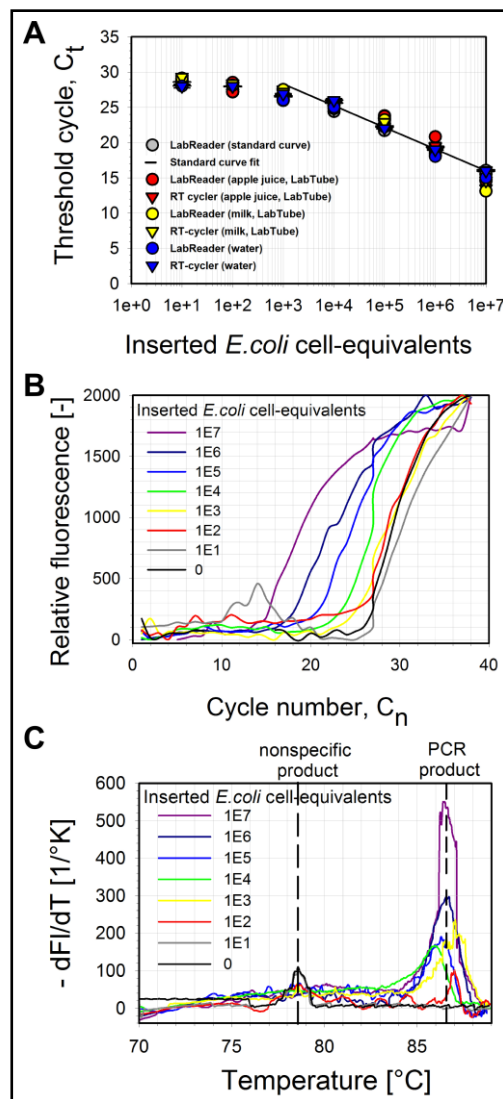 A
Threshold cycle, Ct
35
30
25
20
15
10
5
0
LabReader (standard curve)
Standard curve fit
LabReader (apple juice, LabTube)
RT cycler (apple juice, LabTube)
LabReader (milk, LabTube)
RT-cycler (milk, LabTube)
LabReader (water)
RT-cycler (water)
1e+0 1e+1 1e+2 1e+3 1e+4 1e+5 1e+6 1e+7
Inserted E.coli cell-equivalents
B
Relative fluorescence [-]
2000
1500
1000
500
0
Inserted E.coli cell-equivalents
1E7
1E6
1E5
1E4
1E3
1E2
1E1
0
0 10 20 30 40
Cycle number, Cn
C
nonspecific product
PCR product
- dFl/dT [1/°K]
600
500
400
300
200
100
0
Inserted E.coli cell-equivalents
1E7
1E6
1E5
1E4
1E3
1E2
1E1
0
70 75 80 85
Temperature [°C]